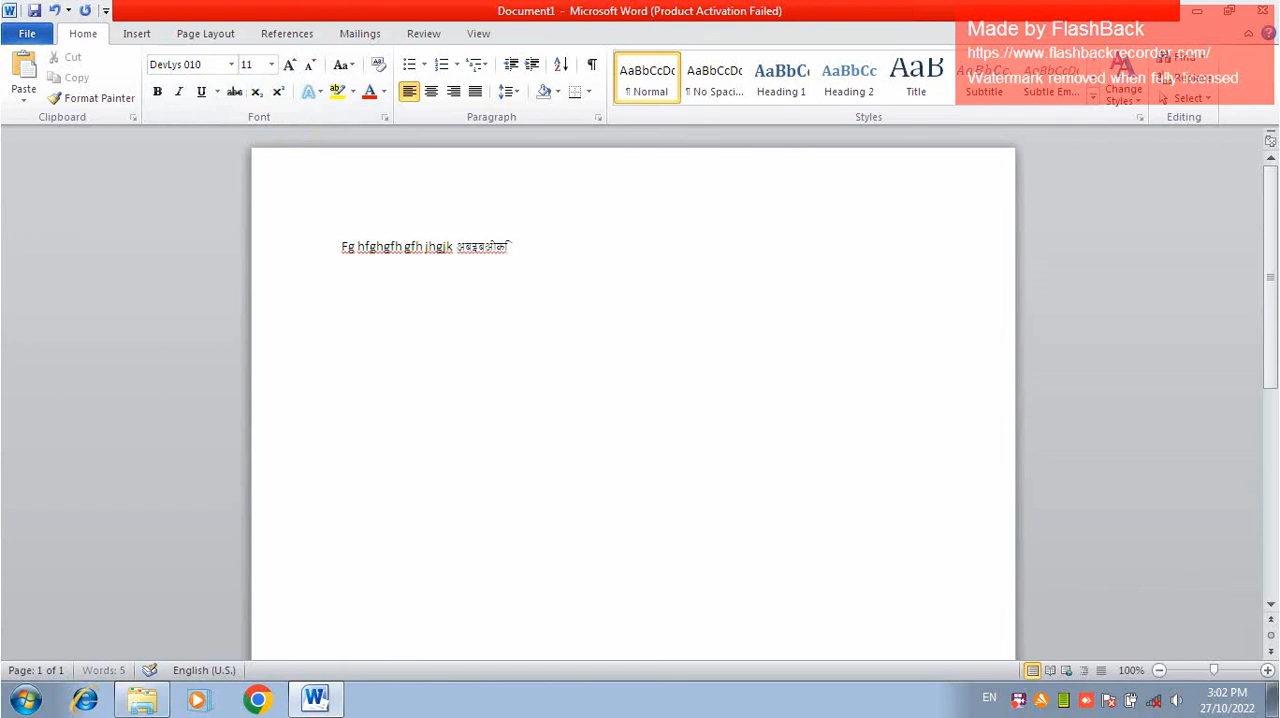 Document1 - Microsoft Word (Product Activation Failed)
Made by FlashBack
https://www.flashbackrecorder.com/
Watermark removed when fully licensed
File Home Insert Page Layout References Mailings Review View
Paste
Cut
Copy
Format Painter
Clipboard
DevLys 010 11
Font
Paragraph
AaBbCcDc AaBbCcDc AaBbCc AaBbCc AaB
¶ Normal ¶ No Spaci... Heading 1 Heading 2 Title Subtitle Subtle Em...
Change Styles
Styles
Select
Editing
Fg hfghgfh gfh jhgjk
Page: 1 of 1 Words: 5 English (U.S.) 100%
EN
3:02 PM
27/10/2022